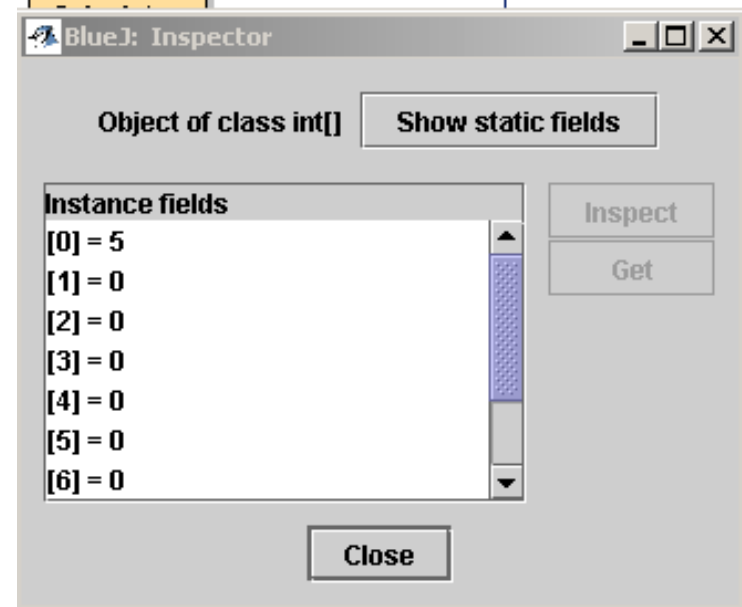 BlueJ: Inspector
Object of class int[] Show static fields
Instance fields
Inspect
[0] = 5
Get
[1] = 0
[2] = 0
[3] = 0
[4] = 0
[5] = 0
[6] = 0
Close